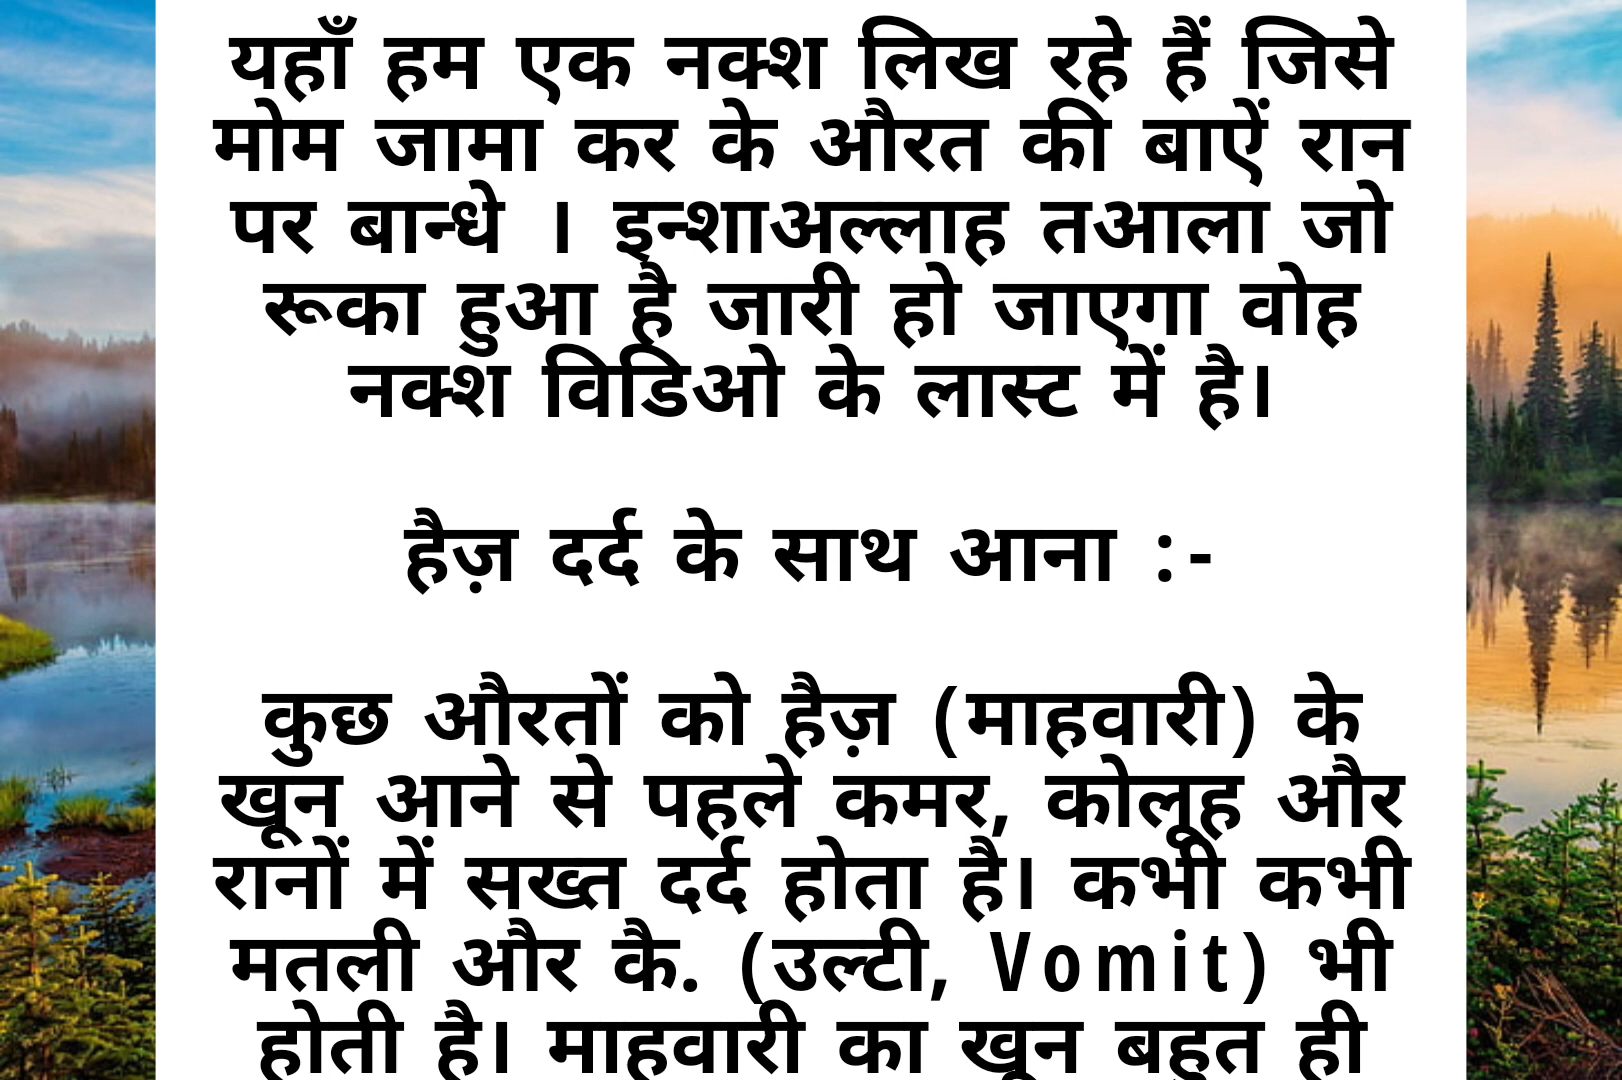 यहाँ हम एक नक्श लिख रहे हैं जिसे
मोम जामा कर के औरत की बाऐं रान
पर बान्धे । इन्शाअल्लाह तआला जो
रूका हुआ है जारी हो जाएगा वोह
नक्श विडिओ के लास्ट में है।
हैज़ दर्द के साथ आना :-
कुछ औरतों को हैज़ (माहवारी) के
खून आने से पहले कमर, कोलूह और
रानों में सख्त दर्द होता है। कभी कभी
मतली और कै. (उल्टी, Vomit) भी
होती है। माहवारी का खून बहुत ही